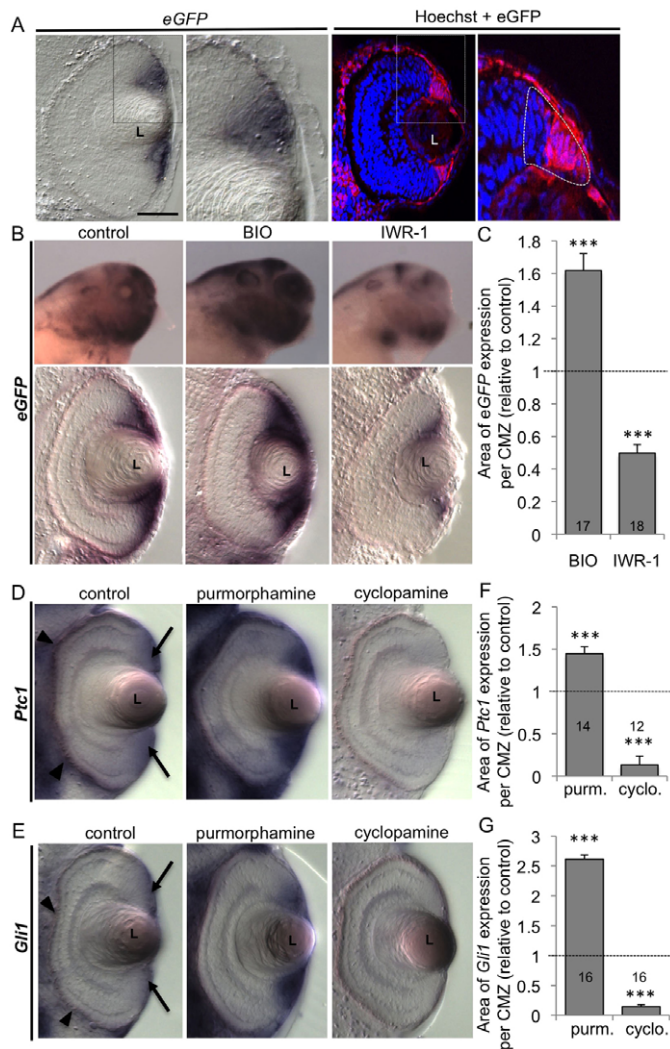 A
eGFP
Hoechst + eGFP
L
L
B
control
BIO
IWR-1
eGFP
L
L
L
C
Area of eGFP expression
per CMZ (relative to control)
1.8
1.6
1.4
1.2
1
0.8
0.6
0.4
0.2
0
***
***
17
18
BIO
IWR-1
D
control
purmorphamine
cyclopamine
Ptc1
L
L
L
F
Area of Ptc1 expression
per CMZ (relative to control)
2
1.5
1
0.5
0
***
14
12
***
purm.
cyclo.
E
control
purmorphamine
cyclopamine
Gli1
L
L
L
G
Area of Gli1 expression
per CMZ (relative to control)
3
2.5
2
1.5
1
0.5
0
***
16
16
***
purm.
cyclo.